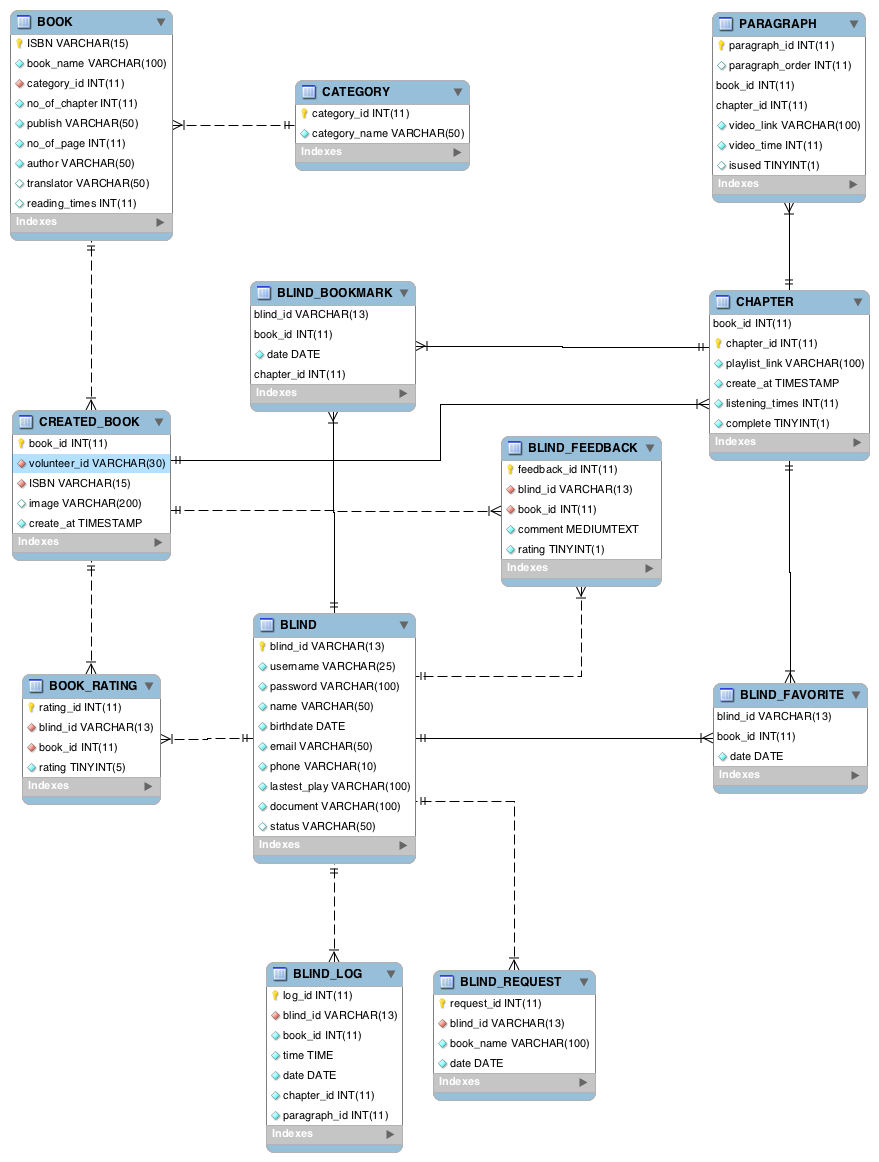 BOOK
ISBN VARCHAR(15)
book_name VARCHAR(100)
category_id INT(11)
no_of_chapter INT(11)
publish VARCHAR(50)
no_of_page INT(11)
author VARCHAR(50)
translator VARCHAR(50)
reading_times INT(11)
Indexes
CATEGORY
category_id INT(11)
category_name VARCHAR(50)
Indexes
PARAGRAPH
paragraph_id INT(11)
paragraph_order INT(11)
book_id INT(11)
chapter_id INT(11)
video_link VARCHAR(100)
video_time INT(11)
isused TINYINT(1)
Indexes
BLIND_BOOKMARK
blind_id VARCHAR(13)
book_id INT(11)
date DATE
chapter_id INT(11)
Indexes
CHAPTER
book_id INT(11)
chapter_id INT(11)
playlist_link VARCHAR(100)
create_at TIMESTAMP
listening_times INT(11)
complete TINYINT(1)
Indexes
CREATED_BOOK
book_id INT(11)
volunteer_id VARCHAR(30)
ISBN VARCHAR(15)
image VARCHAR(200)
create_at TIMESTAMP
Indexes
BLIND_FEEDBACK
feedback_id INT(11)
blind_id VARCHAR(13)
book_id INT(11)
comment MEDIUMTEXT
rating TINYINT(1)
Indexes
BLIND
blind_id VARCHAR(13)
username VARCHAR(25)
password VARCHAR(100)
name VARCHAR(50)
birthdate DATE
email VARCHAR(50)
phone VARCHAR(10)
lastest_play VARCHAR(100)
document VARCHAR(100)
status VARCHAR(50)
Indexes
BOOK_RATING
rating_id INT(11)
blind_id VARCHAR(13)
book_id INT(11)
rating TINYINT(5)
Indexes
BLIND_FAVORITE
blind_id VARCHAR(13)
book_id INT(11)
date DATE
Indexes
BLIND_LOG
log_id INT(11)
blind_id VARCHAR(13)
book_id INT(11)
time TIME
date DATE
chapter_id INT(11)
paragraph_id INT(11)
Indexes
BLIND_REQUEST
request_id INT(11)
blind_id VARCHAR(13)
book_name VARCHAR(100)
date DATE
Indexes